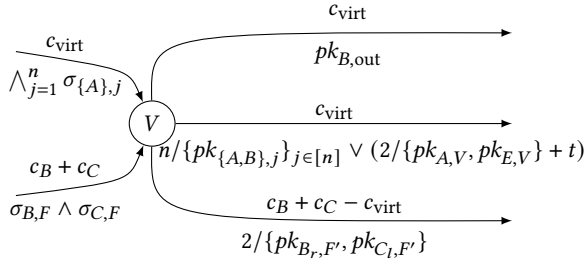 c_virt
⋀_{j=1}^{n} σ_{{A},j}
c_B + c_C
σ_{B,F} ∧ σ_{C,F}
V
c_virt
pk_{B,out}
c_virt
n/{pk_{{A,B},j}}_{j∈[n]} ∨ (2/{pk_{A,V}, pk_{E,V}} + t)
c_B + c_C − c_virt
2/{pk_{B_r,F′}, pk_{C_l,F′}}